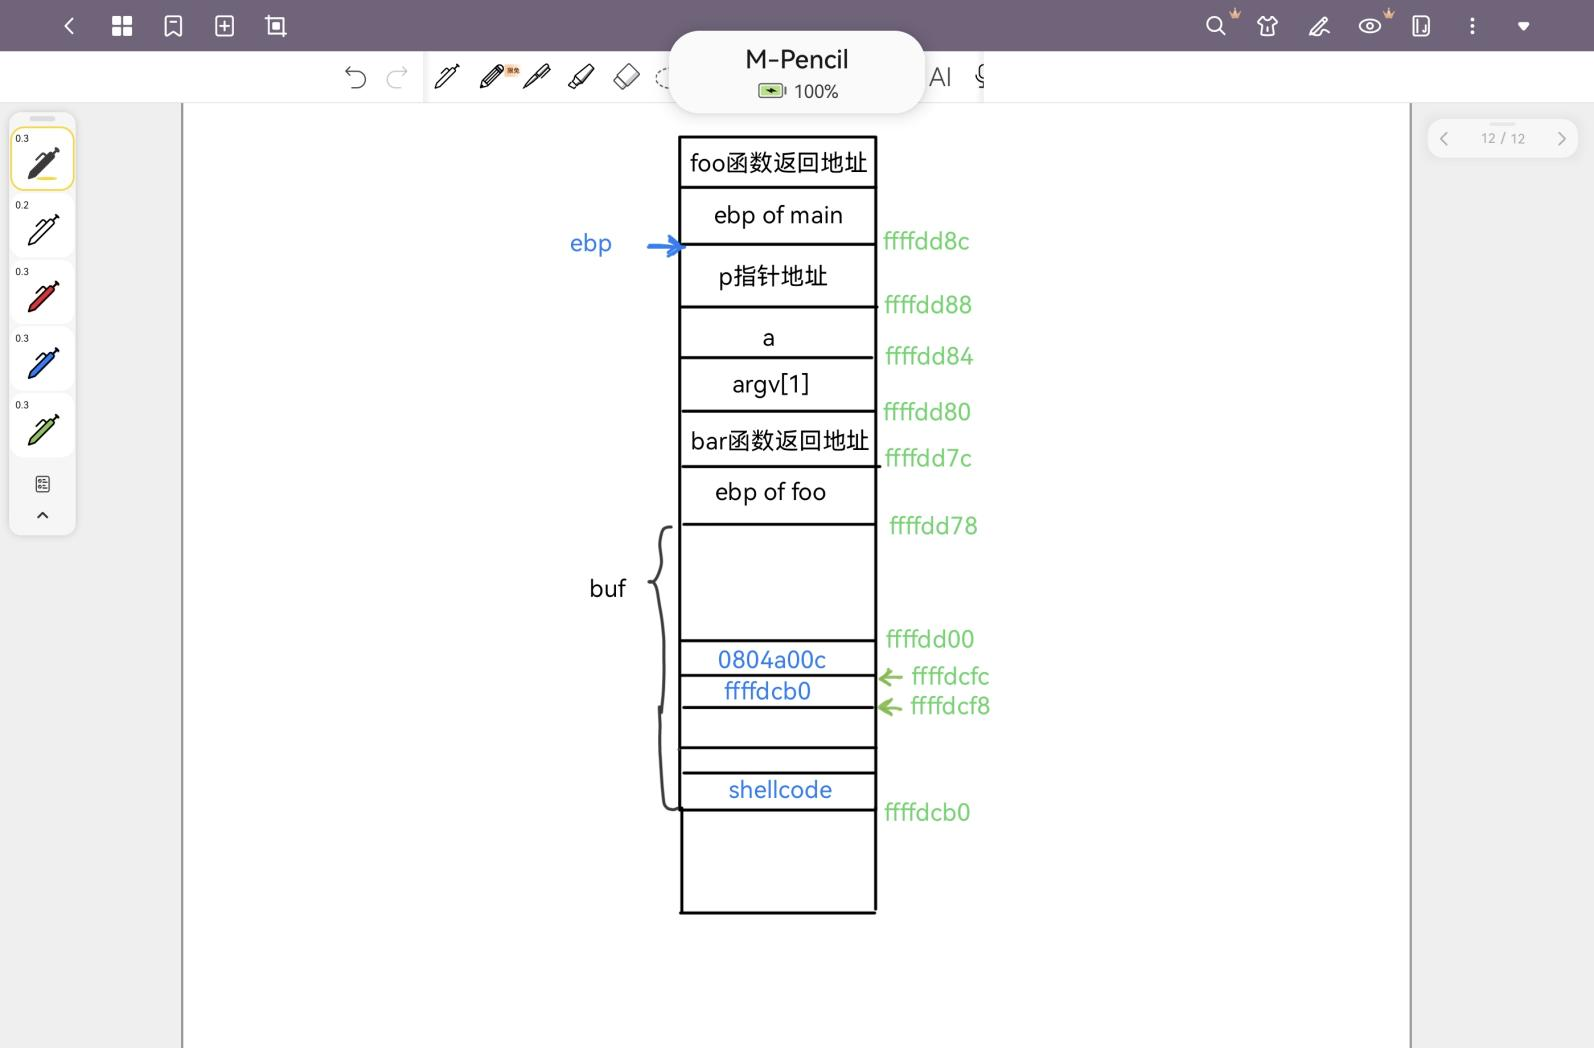 M-Pencil
100%
限免
AI
0.3
0.2
0.3
0.3
0.3
12 / 12
foo函数返回地址
ebp of main
ebp
ffffdd8c
p指针地址
ffffdd88
a
ffffdd84
argv[1]
ffffdd80
bar函数返回地址
ffffdd7c
ebp of foo
ffffdd78
buf
ffffdd00
0804a00c
ffffdcfc
ffffdcb0
ffffdcf8
shellcode
ffffdcb0